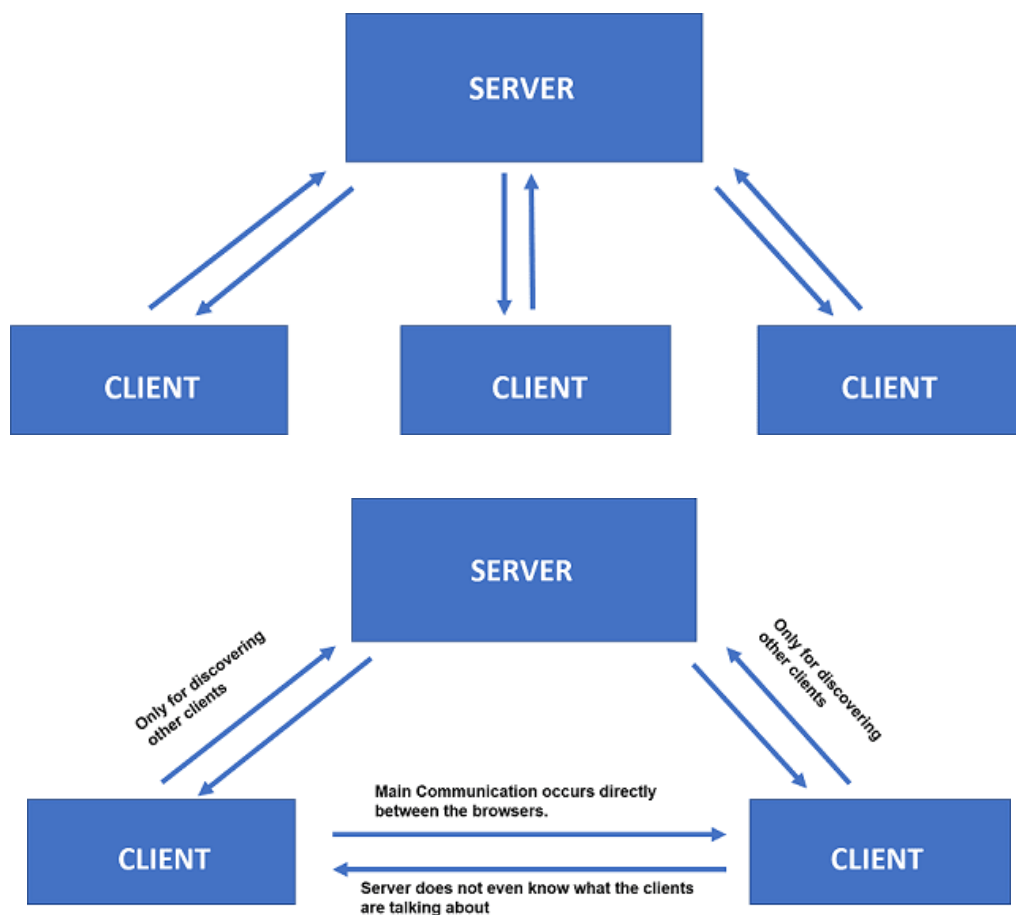 SERVER
CLIENT
CLIENT
CLIENT
SERVER
Only for discovering
other clients
Only for discovering
other clients
Main Communication occurs directly
between the browsers.
CLIENT
CLIENT
Server does not even know what the clients
are talking about